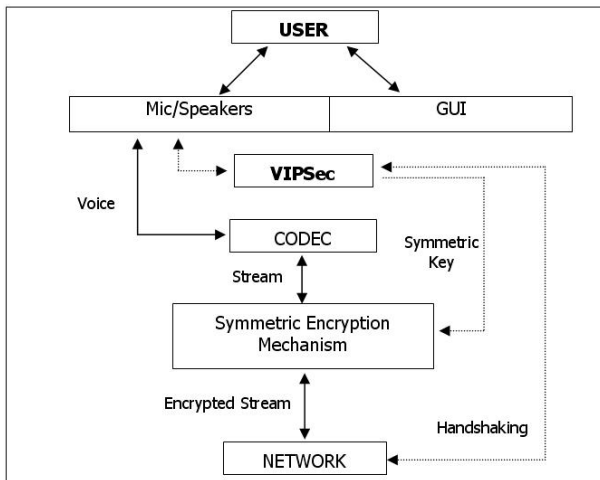 USER
Mic/Speakers
GUI
VIPSec
Voice
CODEC
Symmetric
Key
Stream
Symmetric Encryption
Mechanism
Encrypted Stream
Handshaking
NETWORK